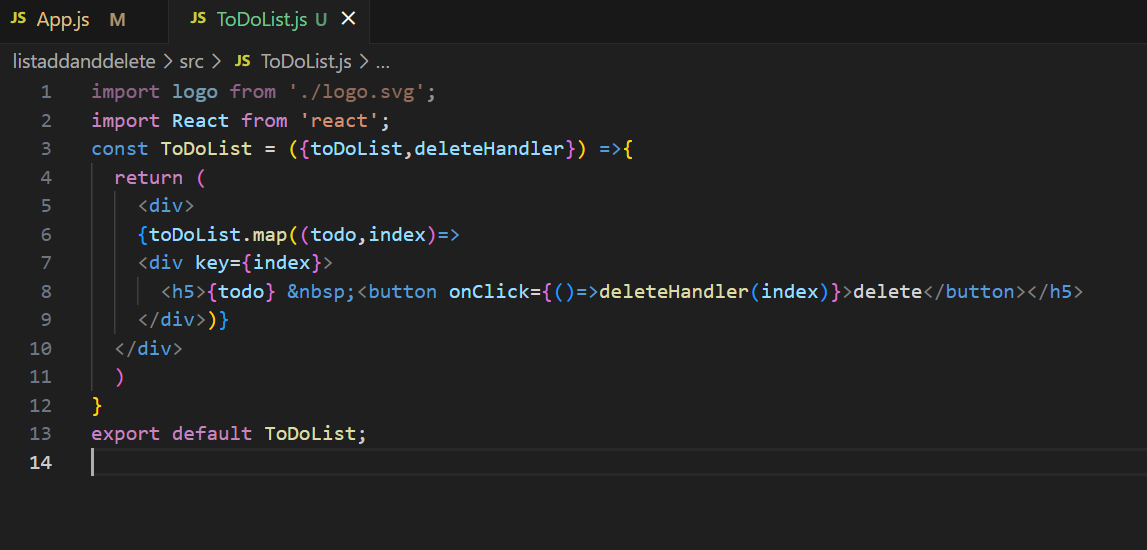 JS App.js M JS ToDoList.js U ×
listaddanddelete > src > JS ToDoList.js > ...
1 import logo from './logo.svg';
2 import React from 'react';
3 const ToDoList = ({toDoList,deleteHandler}) =>{
4   return (
5     <div>
6     {toDoList.map((todo,index)=>
7     <div key={index}>
8       <h5>{todo} &nbsp;<button onClick={()=>deleteHandler(index)}>delete</button></h5>
9     </div>)}
10   </div>
11   )
12 }
13 export default ToDoList;
14